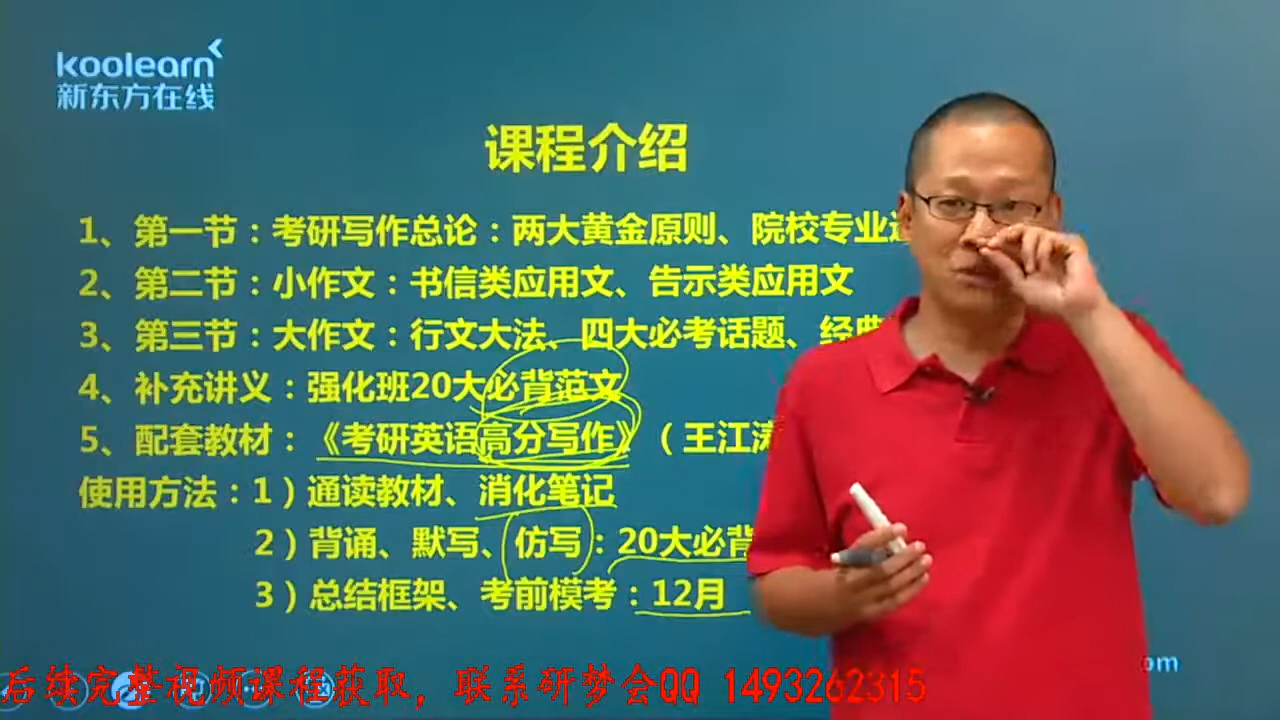 koolearn
新东方在线
课程介绍
1、第一节：考研写作总论：两大黄金原则、院校专业
2、第二节：小作文：书信类应用文、告示类应用文
3、第三节：大作文：行文大法、四大必考话题、经典
4、补充讲义：强化班20大必背范文
5、配套教材：《考研英语高分写作》（王江涛
使用方法：1）通读教材、消化笔记
2）背诵、默写、仿写：20大必背
3）总结框架、考前模考：12月
om
后续完整视频课程获取，联系研梦会QQ 1493262315